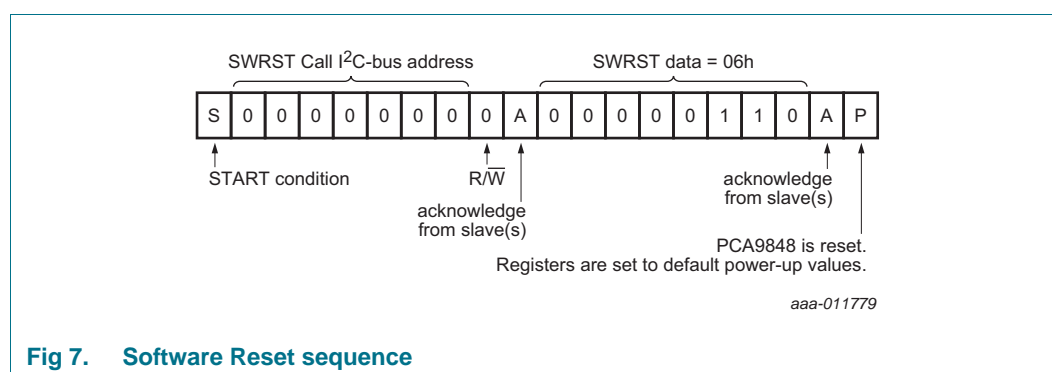 SWRST Call I2C-bus address SWRST data = 06h
S 0 0 0 0 0 0 0 0 A 0 0 0 0 0 1 1 0 A P
START condition
R/W
acknowledge
from slave(s)
acknowledge
from slave(s)
PCA9848 is reset.
Registers are set to default power-up values.
aaa-011779
Fig 7. Software Reset sequence